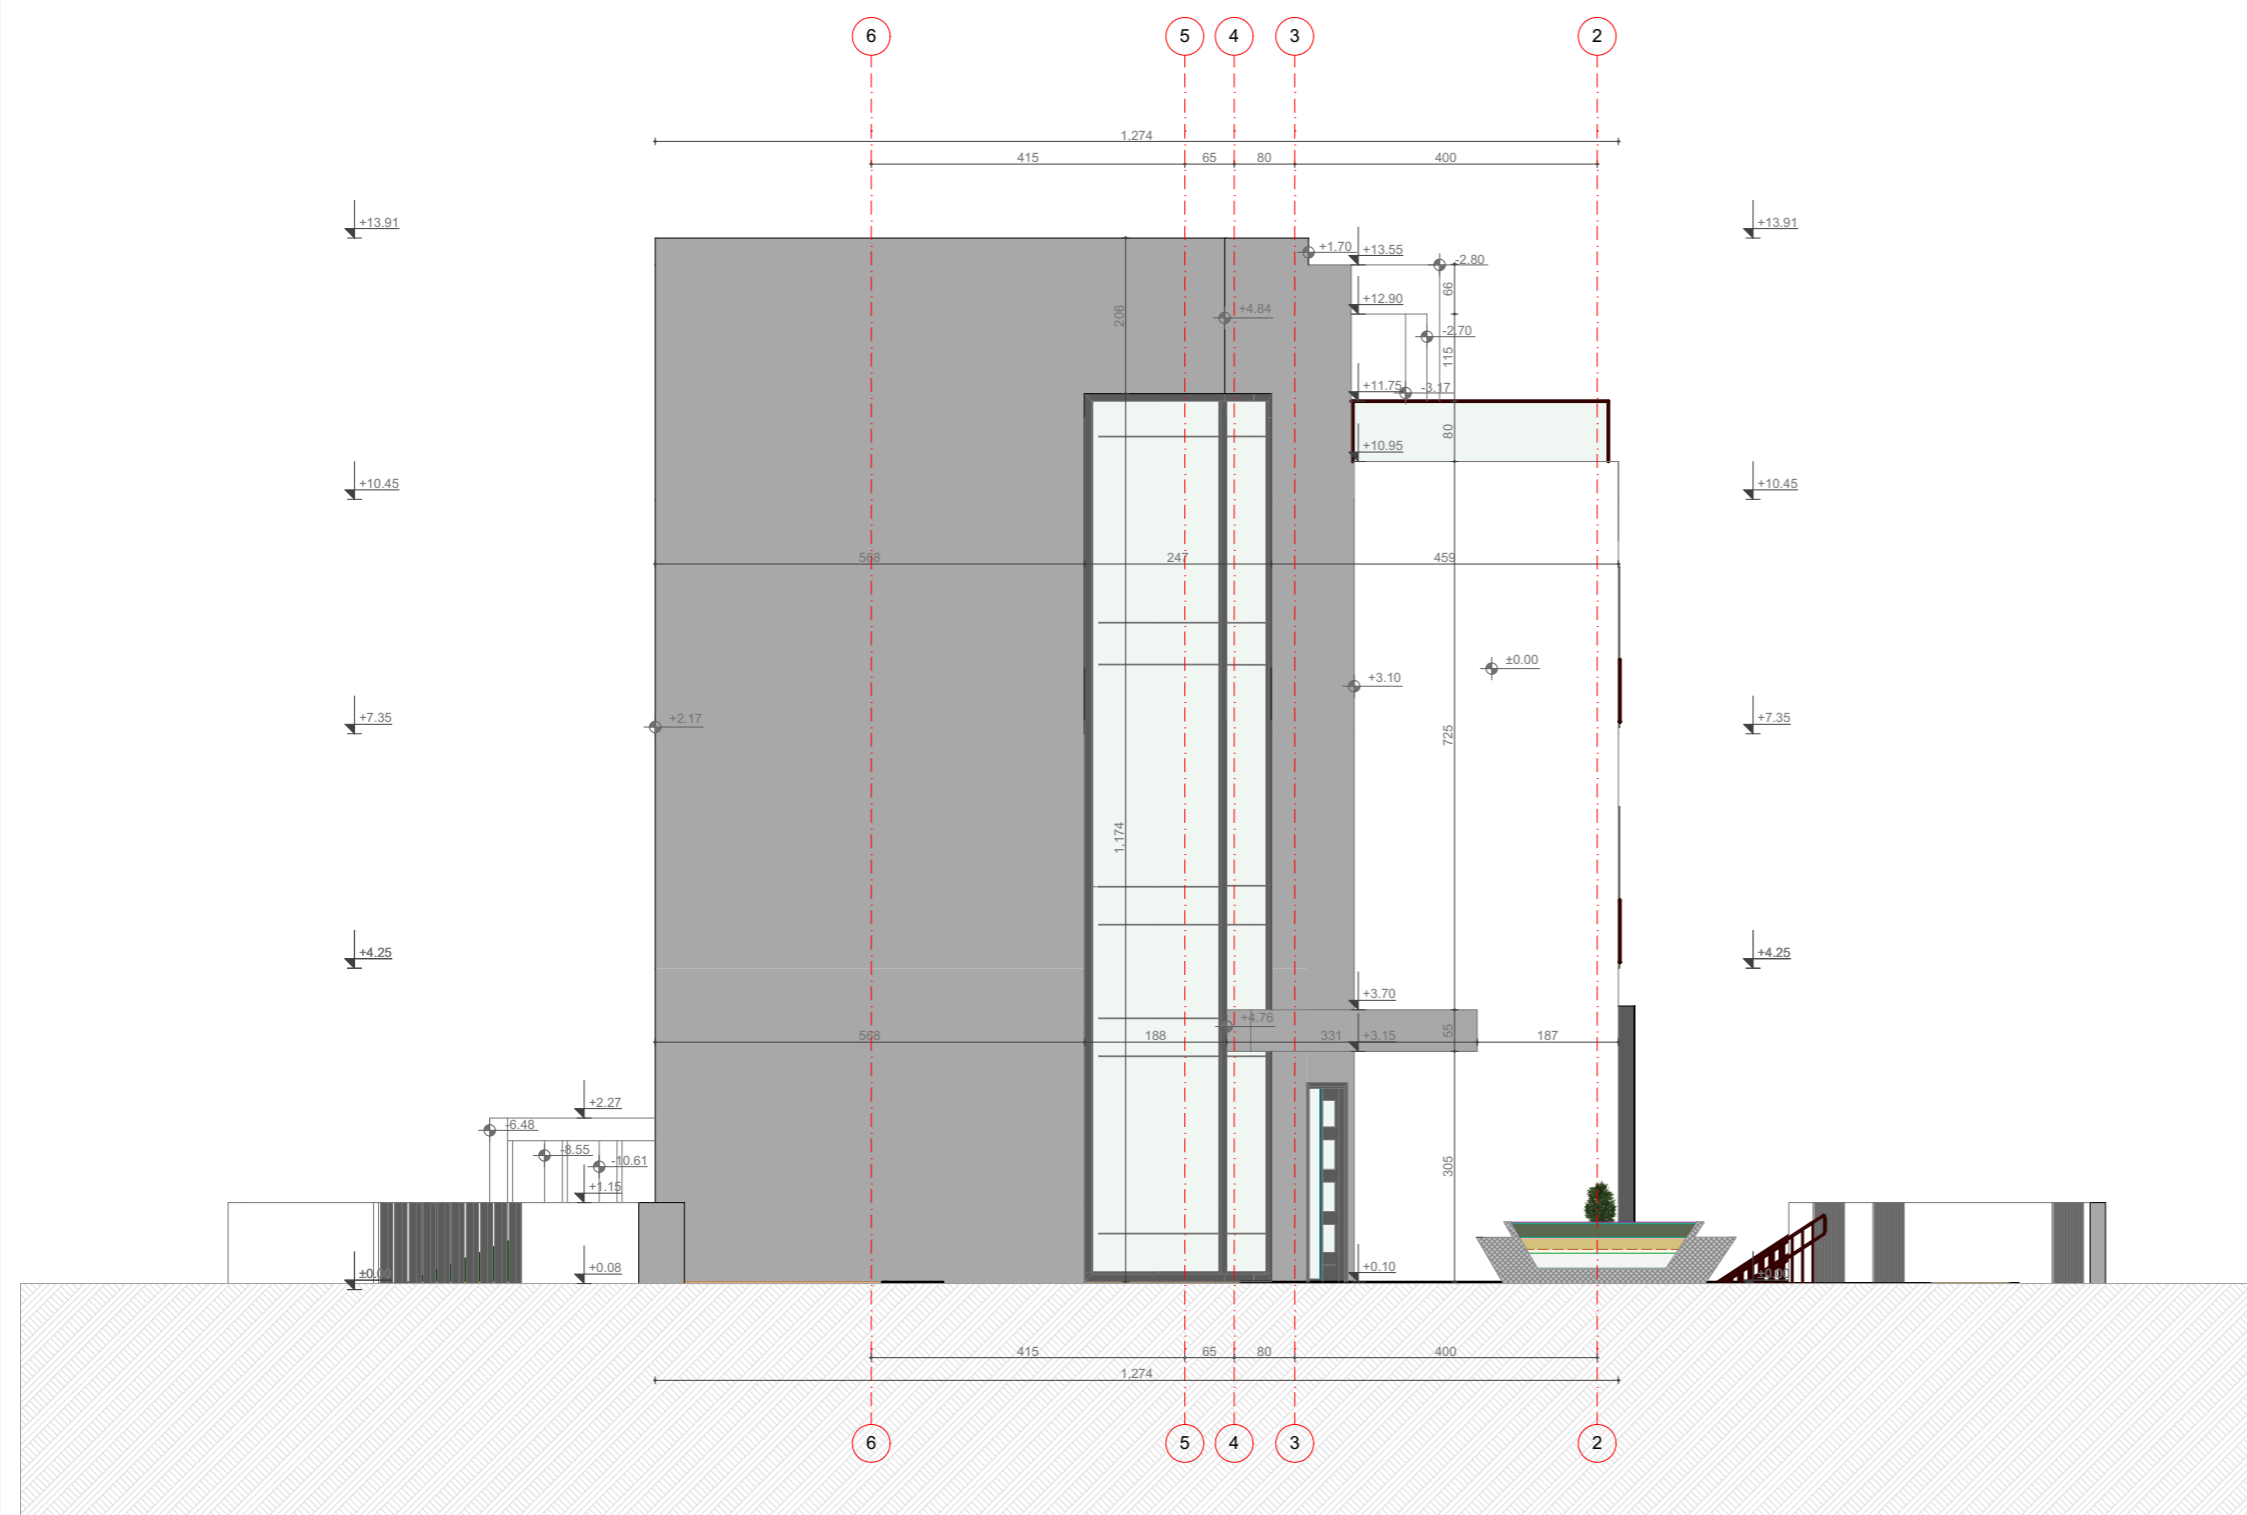 6 5 4 3 2
1,274
415 65 80 400
+13.91 +13.91
+1.70 +13.55 -2.80
66
+12.90
206 +4.84 -2.70
115
+11.75 -3.17
80
+10.95
+10.45 +10.45
568 247 459
±0.00
+3.10
+2.17 +7.35 +7.35
725
1,174
+4.25 +4.25
+3.70
+4.76
568 188 331 +3.15 55 187
+2.27
-6.48
-8.55 -10.61
305
+1.15
±0.00 +0.08 +0.10 ±0.00
415 65 80 400
1,274
6 5 4 3 2